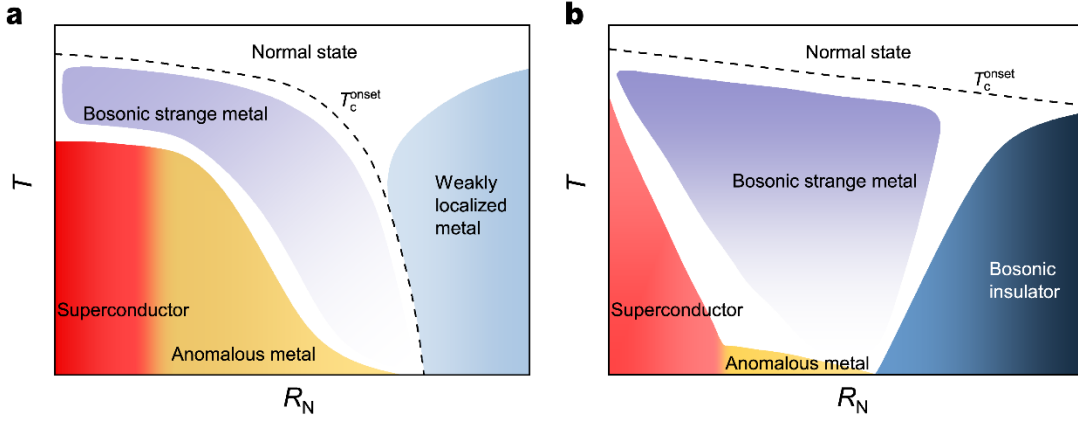 a
Normal state
T_c^onset
Bosonic strange metal
Weakly
localized
metal
Superconductor
Anomalous metal
T
R_N
b
Normal state
T_c^onset
Bosonic strange metal
Bosonic
insulator
Superconductor
Anomalous metal
T
R_N